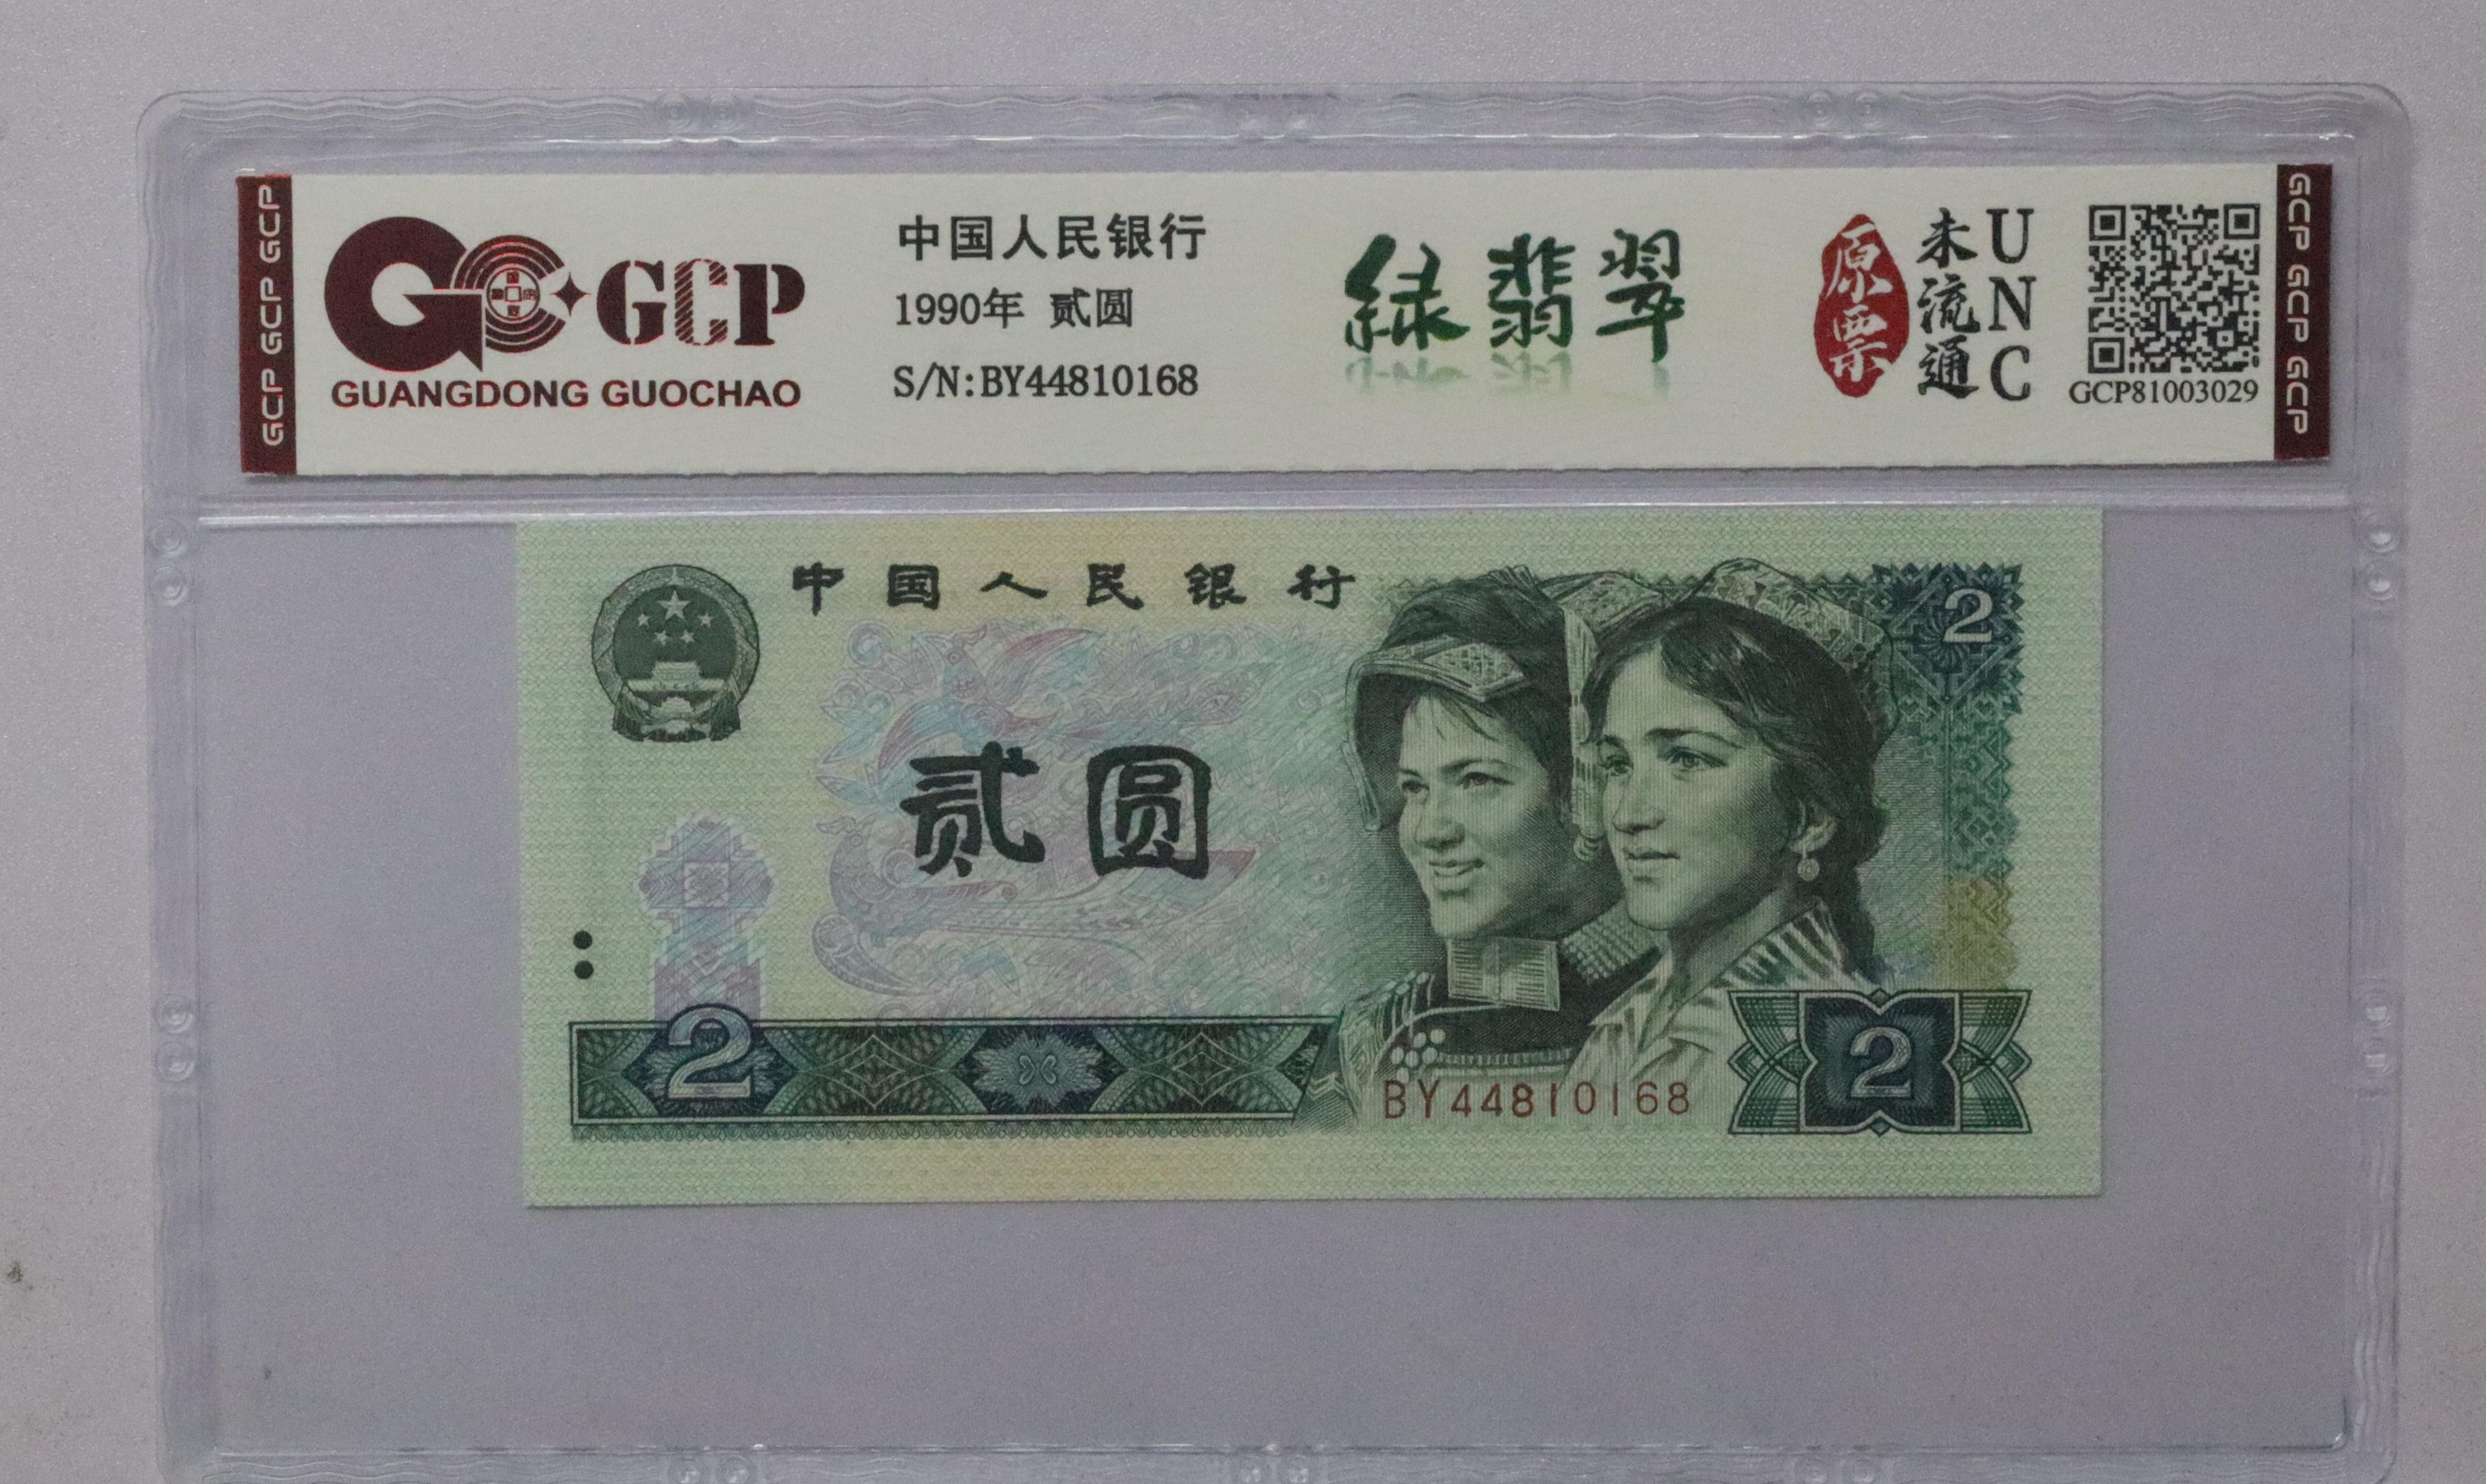 GCP GCP GCP
GCP
GUANGDONG GUOCHAO
中国人民银行
1990年 贰圆
S/N:BY44810168
绿翡翠
原票
未流通
UNC
GCP81003029
GCP GCP GCP
中国人民银行
2
贰圆
2
BY44810168
2